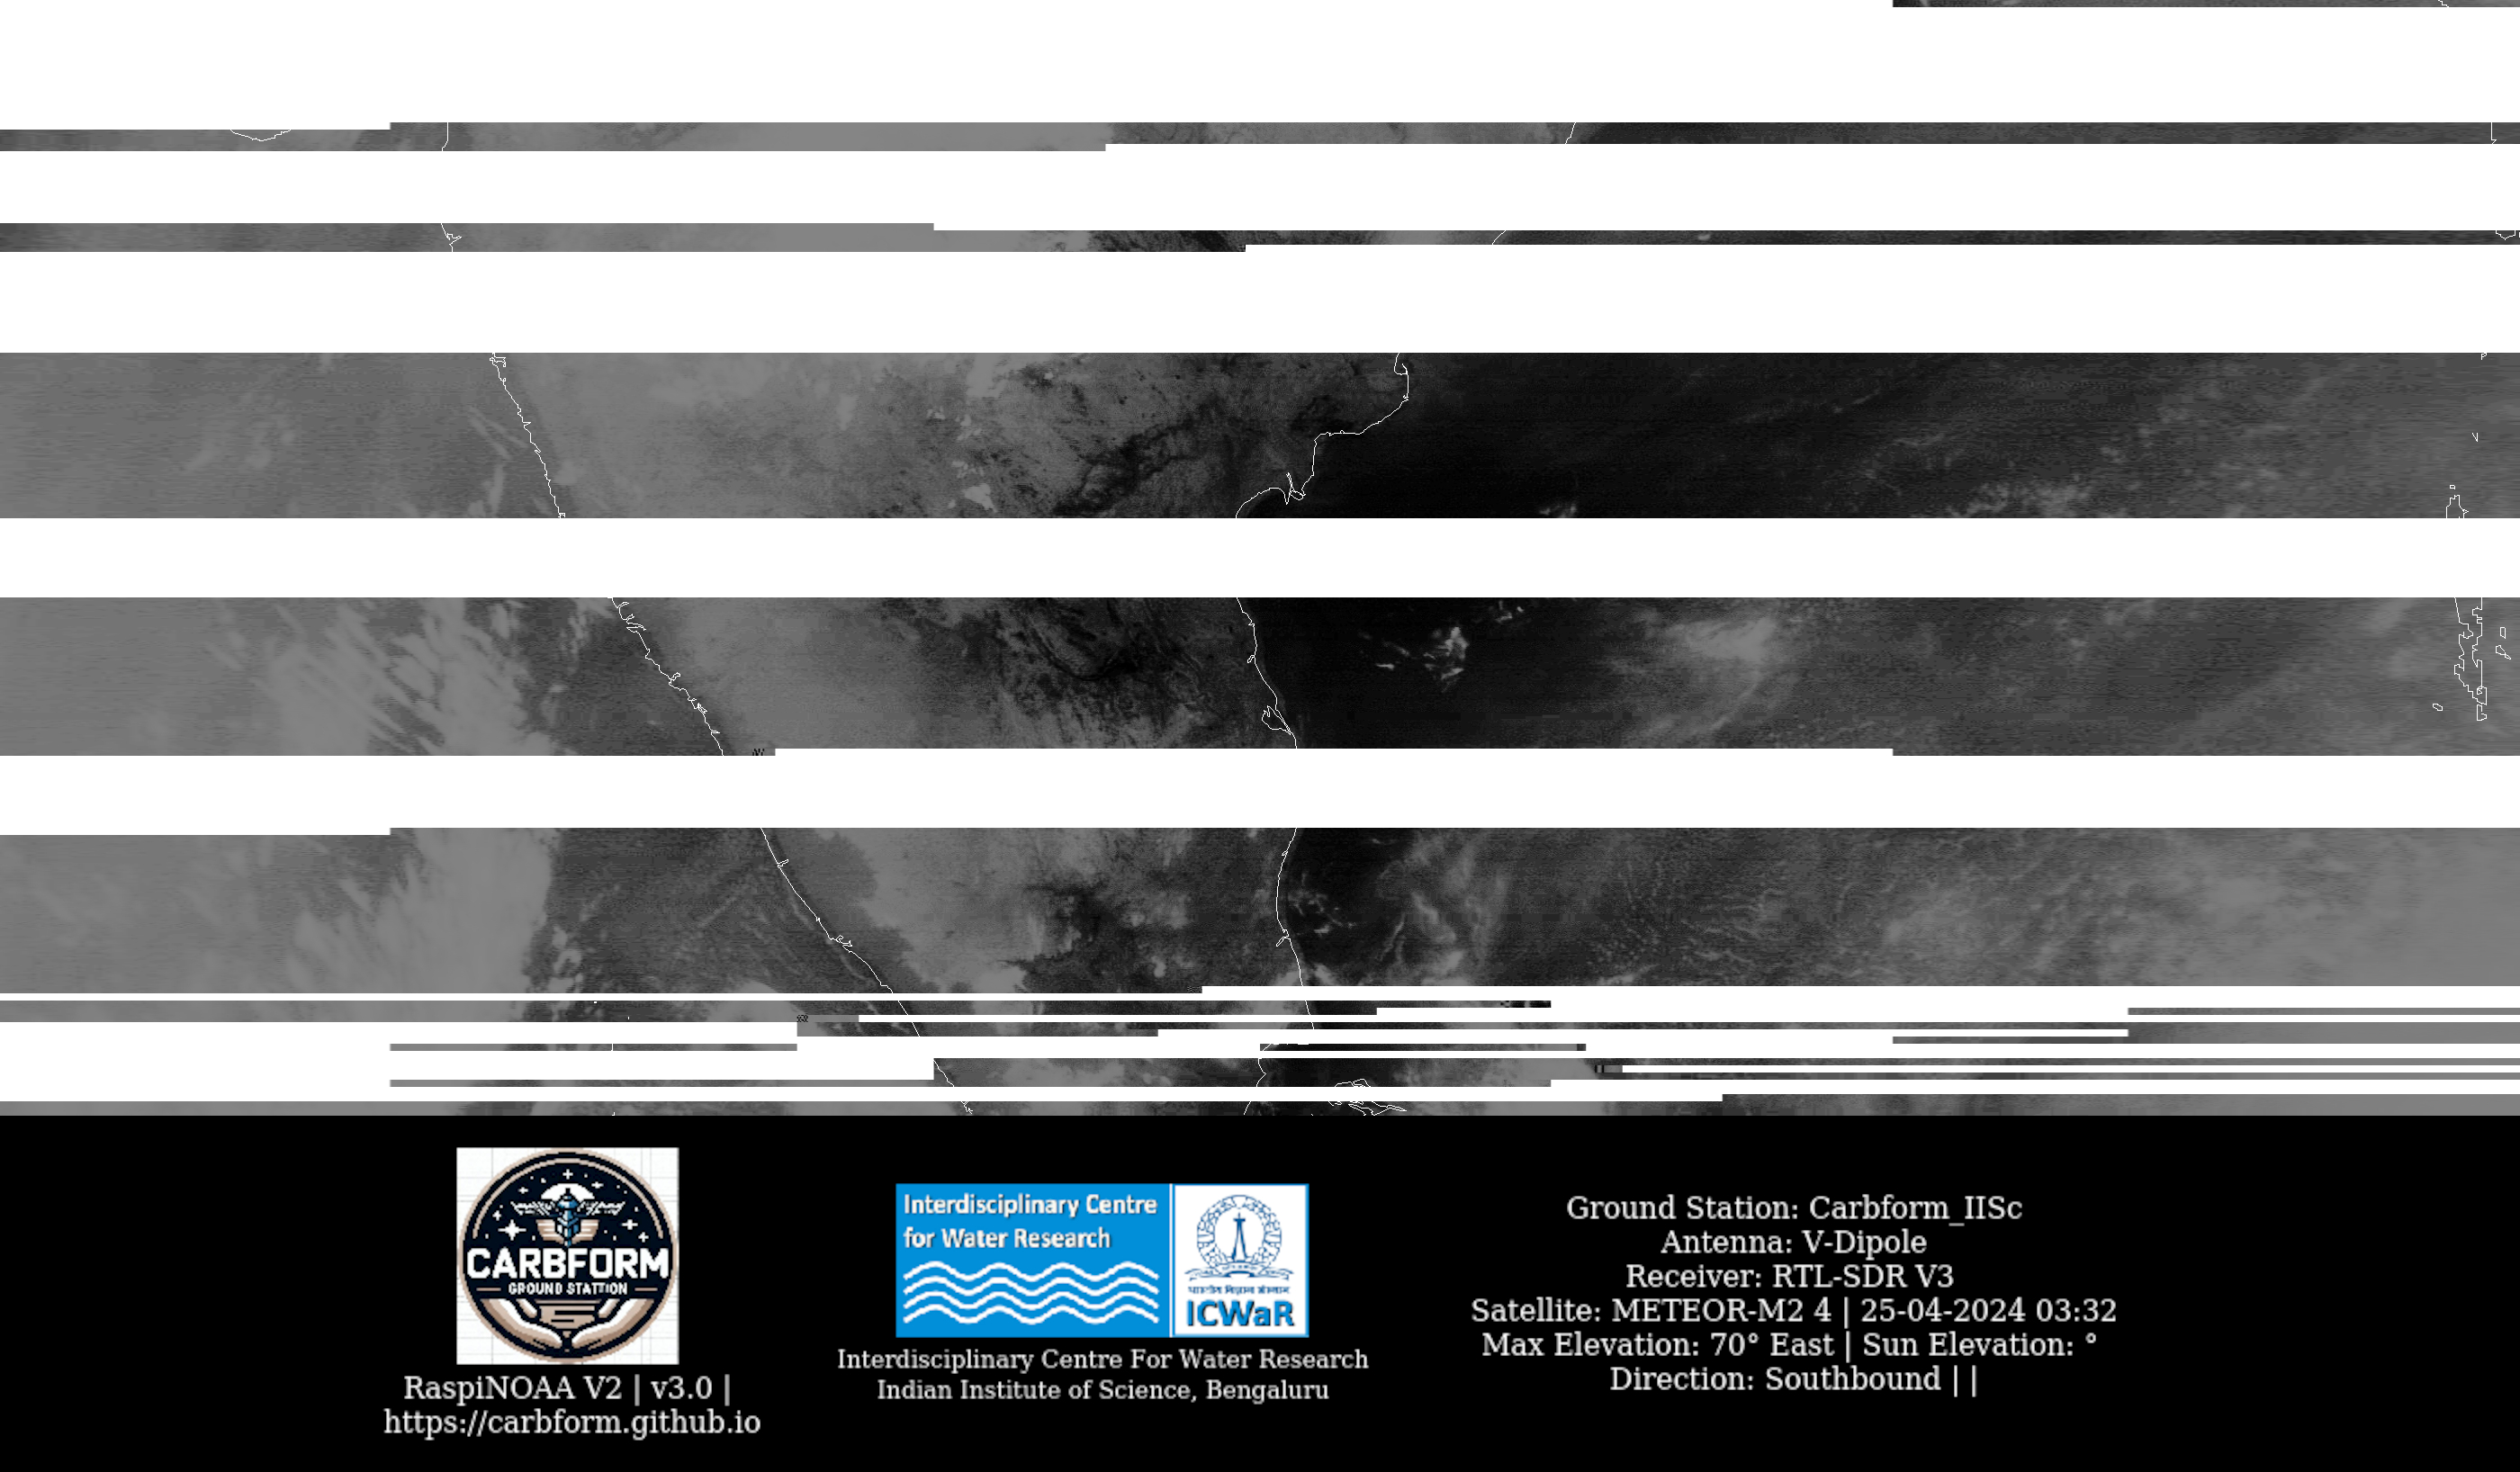 CARBFORM
GROUND STATTION
RaspiNOAA V2 | v3.0 |
https://carbform.github.io
Interdisciplinary Centre
for Water Research
भारतीय विज्ञान संस्थान
ICWaR
Interdisciplinary Centre For Water Research
Indian Institute of Science, Bengaluru
Ground Station: Carbform_IISc
Antenna: V-Dipole
Receiver: RTL-SDR V3
Satellite: METEOR-M2 4 | 25-04-2024 03:32
Max Elevation: 70° East | Sun Elevation: °
Direction: Southbound | |